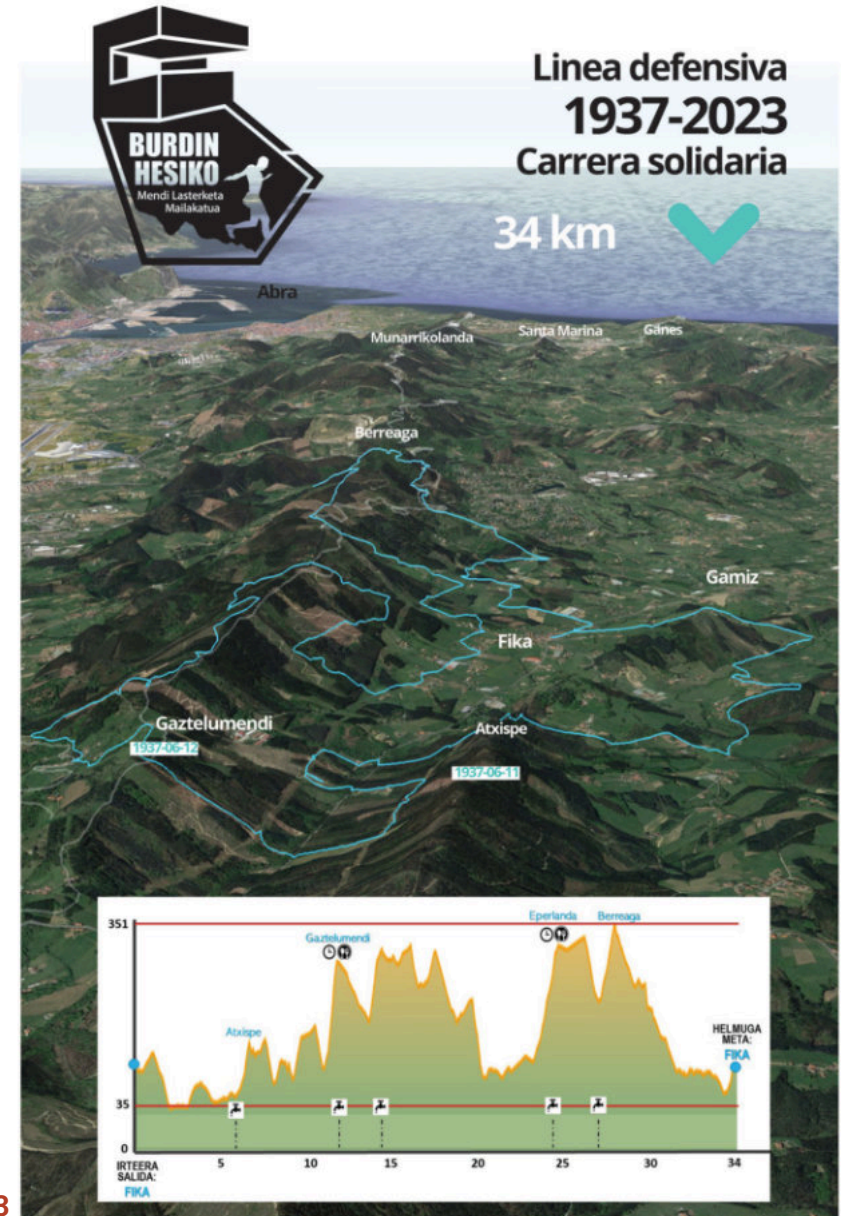 Linea defensiva
1937-2023
Carrera solidaria
34 km
BURDIN
HESIKO
Mendi Lasterketa
Mailakatua
Abra
Munarrikolanda
Santa Marina
Gañes
Berreaga
Gamiz
Fika
Gaztelumendi
1937-06-12
Atxispe
1937-06-11
351
Eperlanda
Berreaga
Gaztelumendi
Atxispe
HELMUGA
META:
FIKA
35
0
IRTEERA
SALIDA:
FIKA
5
10
15
20
25
30
34